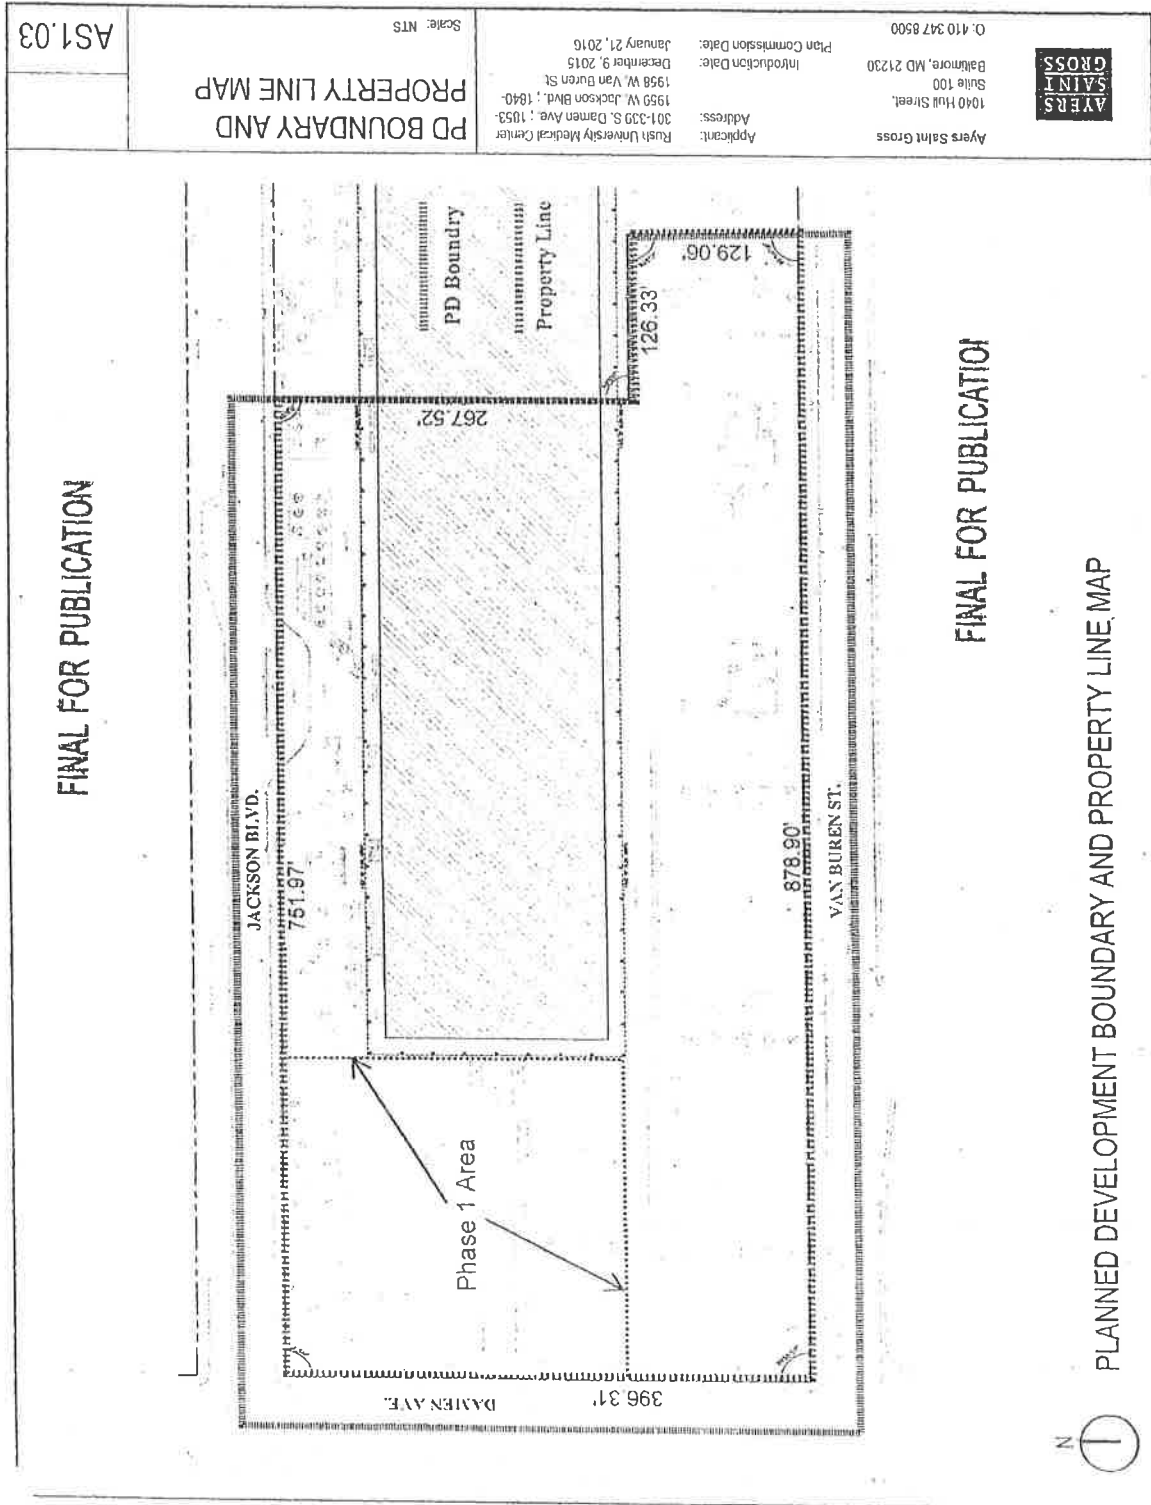 FINAL FOR PUBLICATION
JACKSON BLVD.
751.97'
DAMEN AVE.
396.31'
Phase 1 Area
267.52'
PD Boundry
Property Line
126.33'
129.06'
878.90'
VAN BUREN ST.
FINAL FOR PUBLICATION
N
PLANNED DEVELOPMENT BOUNDARY AND PROPERTY LINE MAP
AYERS
SAINT
GROSS
Ayers Saint Gross
1040 Hull Street,
Suite 100
Baltimore, MD 21230
O: 410 347 8500
Applicant: Rush University Medical Center
Address: 301-339 S. Damen Ave.; 1853-
1959 W. Jackson Blvd.; 1840-
1958 W. Van Buren St
Introduction Date: December 9, 2015
Plan Commission Date: January 21, 2016
PD BOUNDARY AND
PROPERTY LINE MAP
Scale: NTS
AS1.03